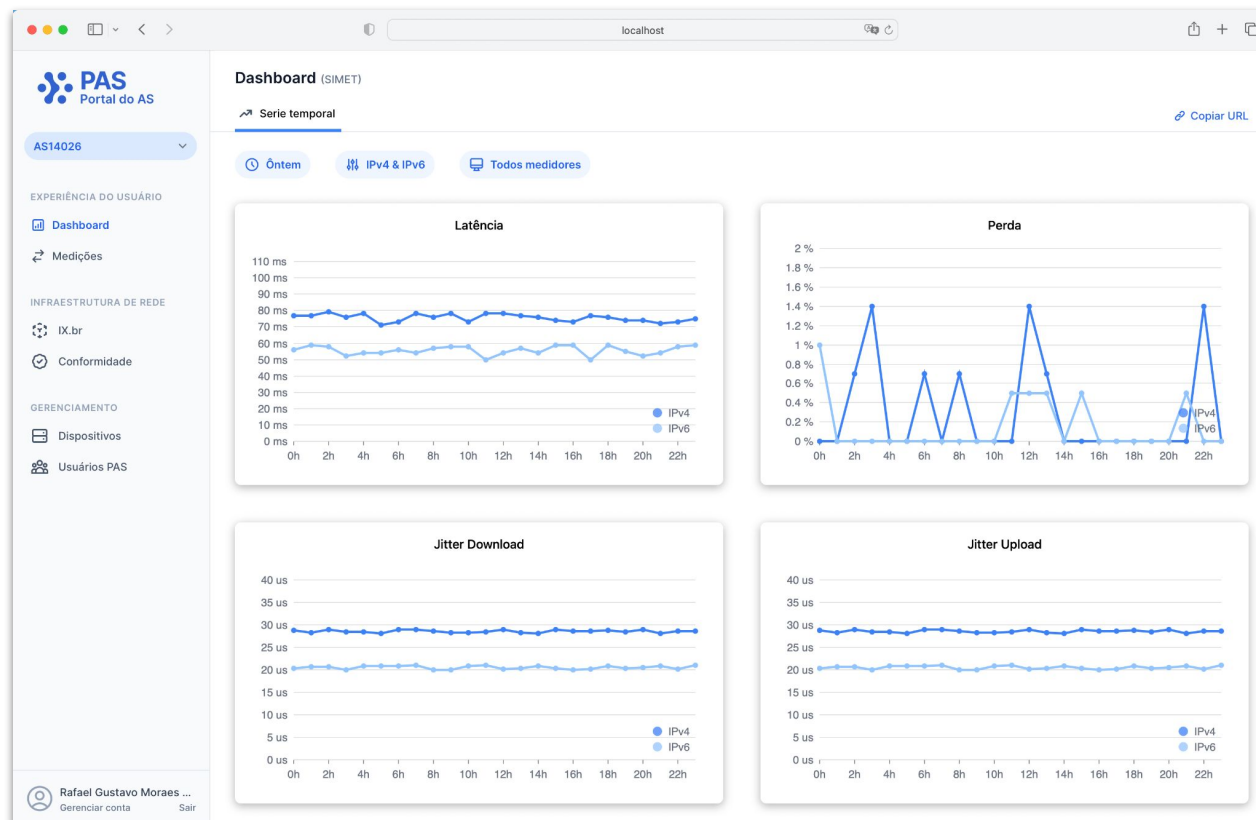 localhost
PAS
Portal do AS
AS14026
EXPERIÊNCIA DO USUÁRIO
Dashboard
Medições
INFRAESTRUTURA DE REDE
IX.br
Conformidade
GERENCIAMENTO
Dispositivos
Usuários PAS
Rafael Gustavo Moraes ...
Gerenciar conta Sair
Dashboard (SIMET)
Serie temporal
Copiar URL
Ôntem IPv4 & IPv6 Todos medidores
Latência
110 ms
100 ms
90 ms
80 ms
70 ms
60 ms
50 ms
40 ms
30 ms
20 ms
10 ms
0 ms
IPv4
IPv6
0h 2h 4h 6h 8h 10h 12h 14h 16h 18h 20h 22h
Perda
2 %
1.8 %
1.6 %
1.4 %
1.2 %
1 %
0.8 %
0.6 %
0.4 %
0.2 %
0 %
IPv4
IPv6
0h 2h 4h 6h 8h 10h 12h 14h 16h 18h 20h 22h
Jitter Download
40 us
35 us
30 us
25 us
20 us
15 us
10 us
5 us
0 us
IPv4
IPv6
0h 2h 4h 6h 8h 10h 12h 14h 16h 18h 20h 22h
Jitter Upload
40 us
35 us
30 us
25 us
20 us
15 us
10 us
5 us
0 us
IPv4
IPv6
0h 2h 4h 6h 8h 10h 12h 14h 16h 18h 20h 22h